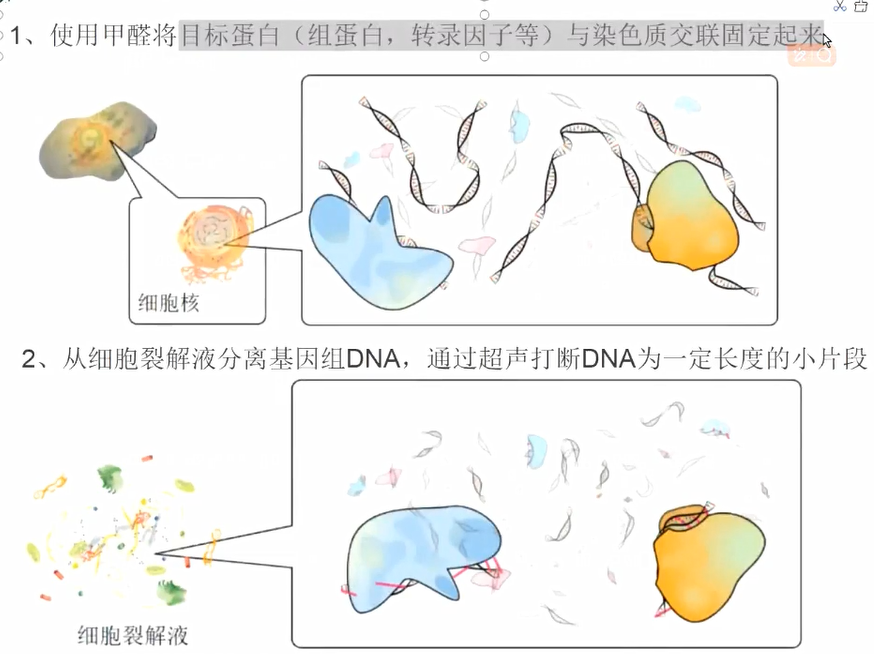 1、使用甲醛将目标蛋白（组蛋白，转录因子等）与染色质交联固定起来
细胞核
2、从细胞裂解液分离基因组DNA，通过超声打断DNA为一定长度的小片段
细胞裂解液